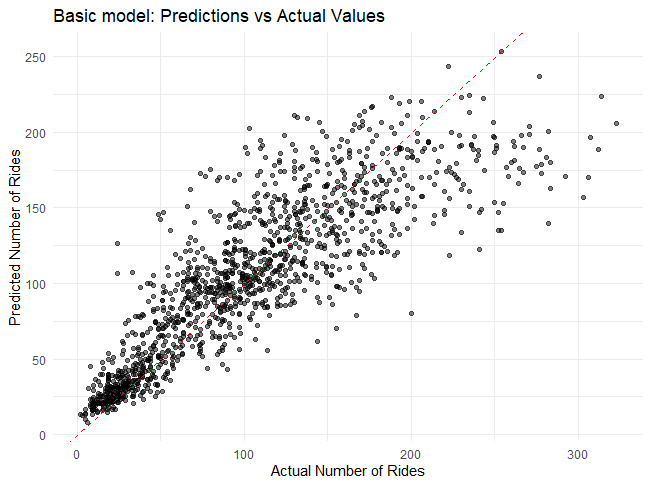 Basic model: Predictions vs Actual Values
Predicted Number of Rides
250
200
150
100
50
0
0 100 200 300
Actual Number of Rides